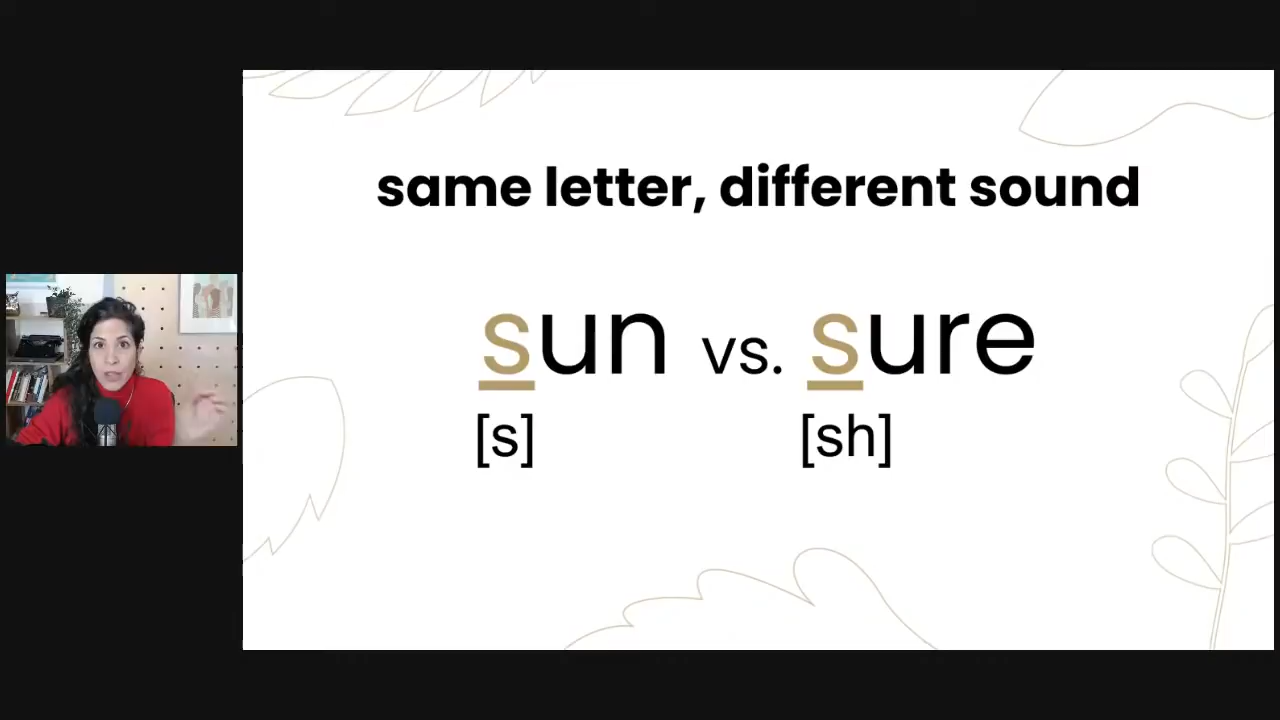 same letter, different sound
sun vs. sure
[s] [sh]